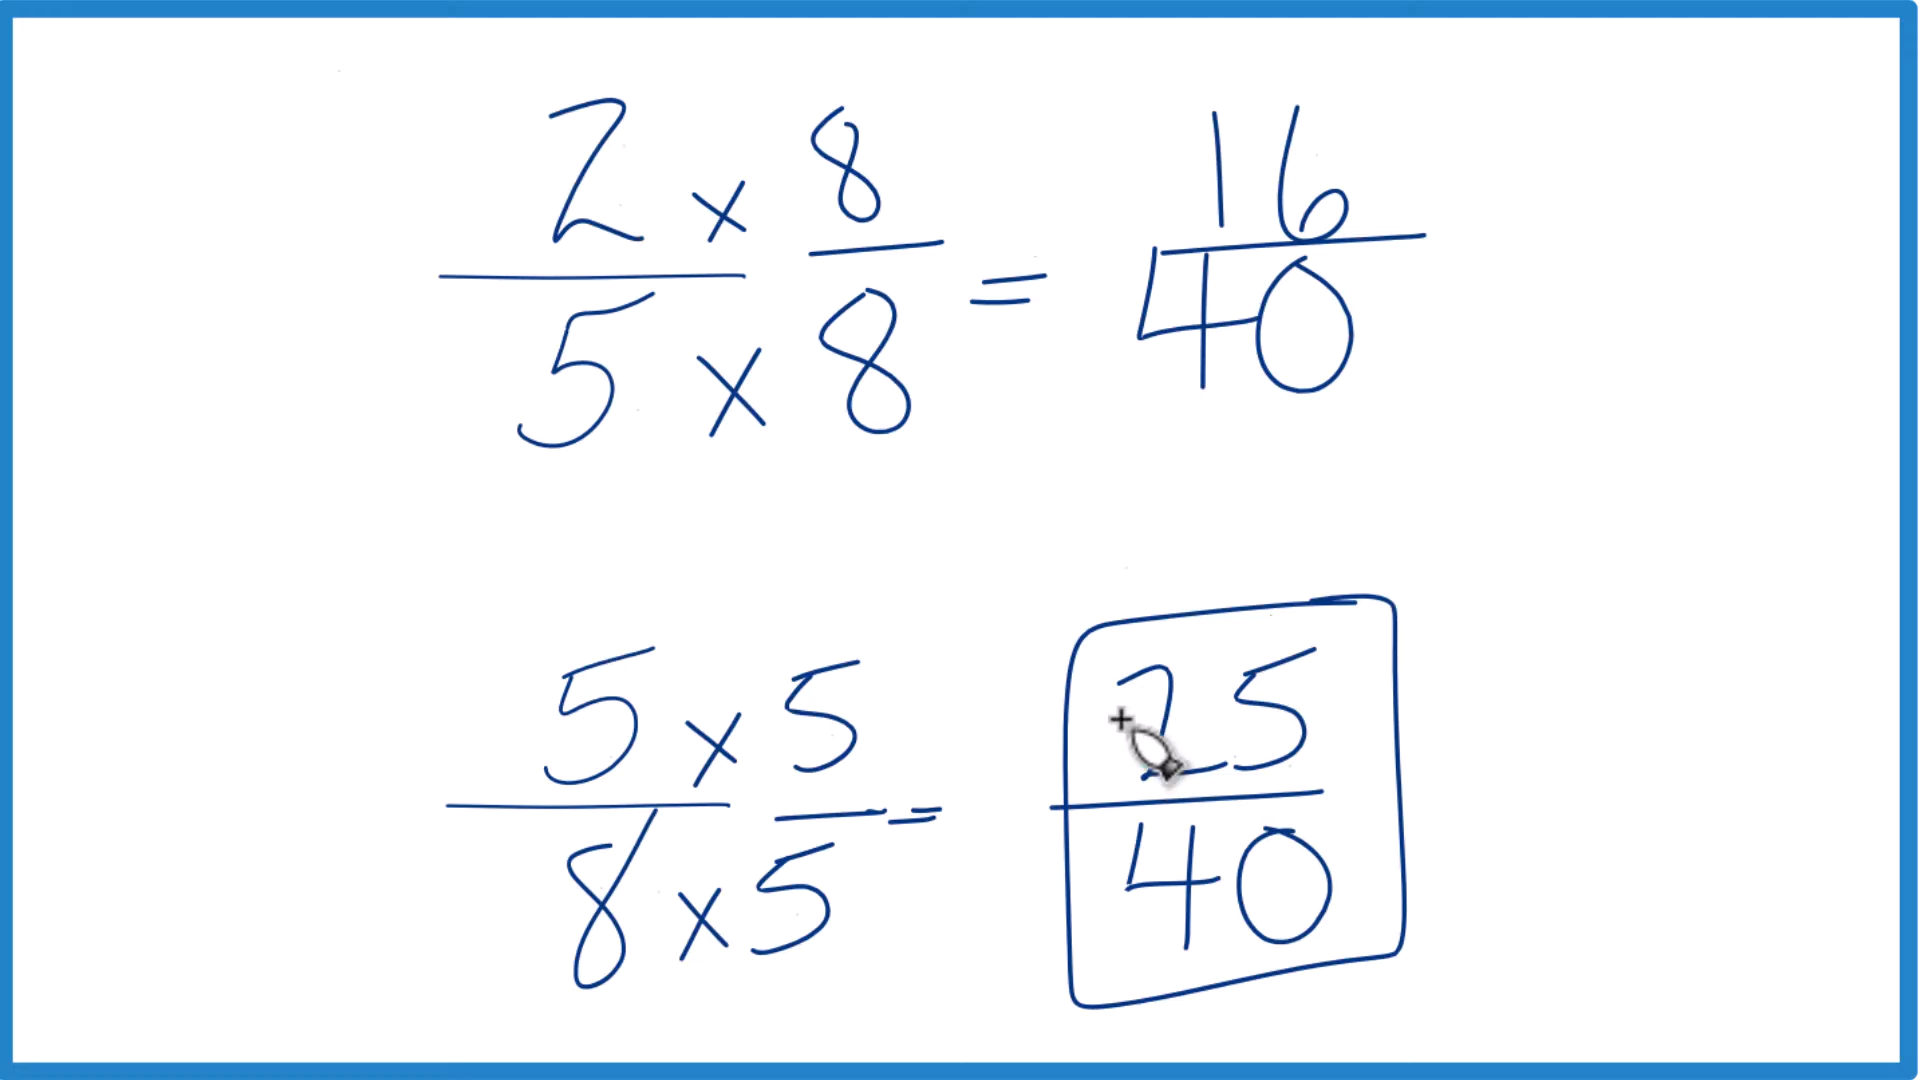 2 × 8 / 5 × 8 = 16 / 40
5 × 5 / 8 × 5 = 25 / 40